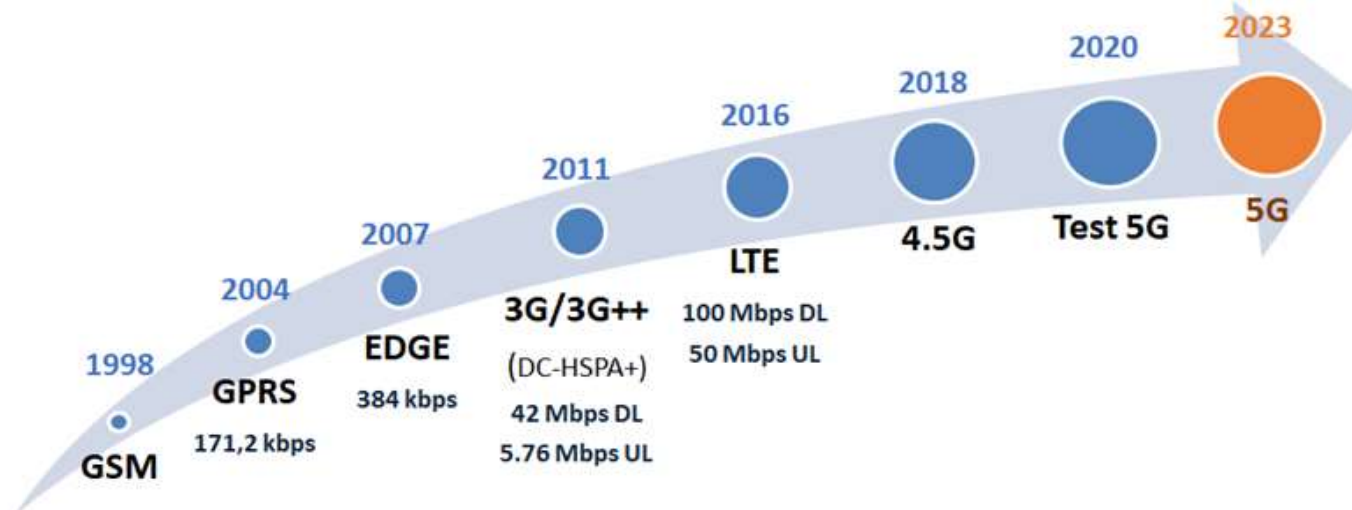 1998
GSM
2004
GPRS
171,2 kbps
2007
EDGE
384 kbps
2011
3G/3G++
(DC-HSPA+)
42 Mbps DL
5.76 Mbps UL
2016
LTE
100 Mbps DL
50 Mbps UL
2018
4.5G
2020
Test 5G
2023
5G